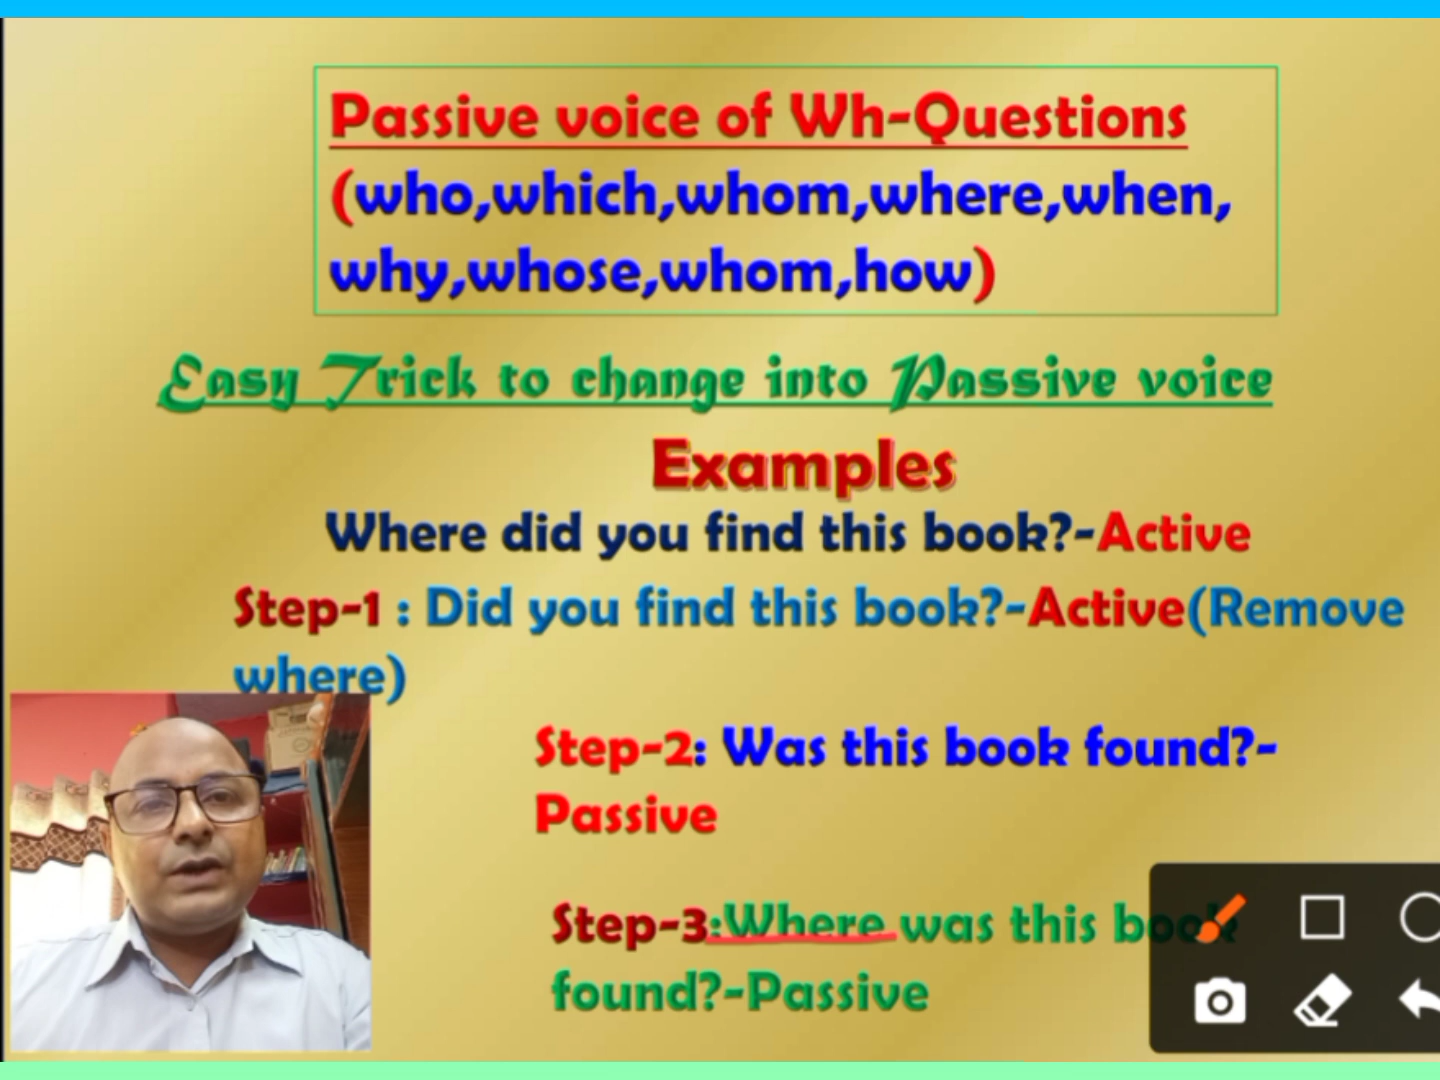 Passive voice of Wh-Questions
(who,which,whom,where,when,
why,whose,whom,how)
Easy Trick to change into Passive voice
Examples
Where did you find this book?-Active
Step-1 : Did you find this book?-Active(Remove
where)
Step-2: Was this book found?-
Passive
Step-3:Where was this book
found?-Passive